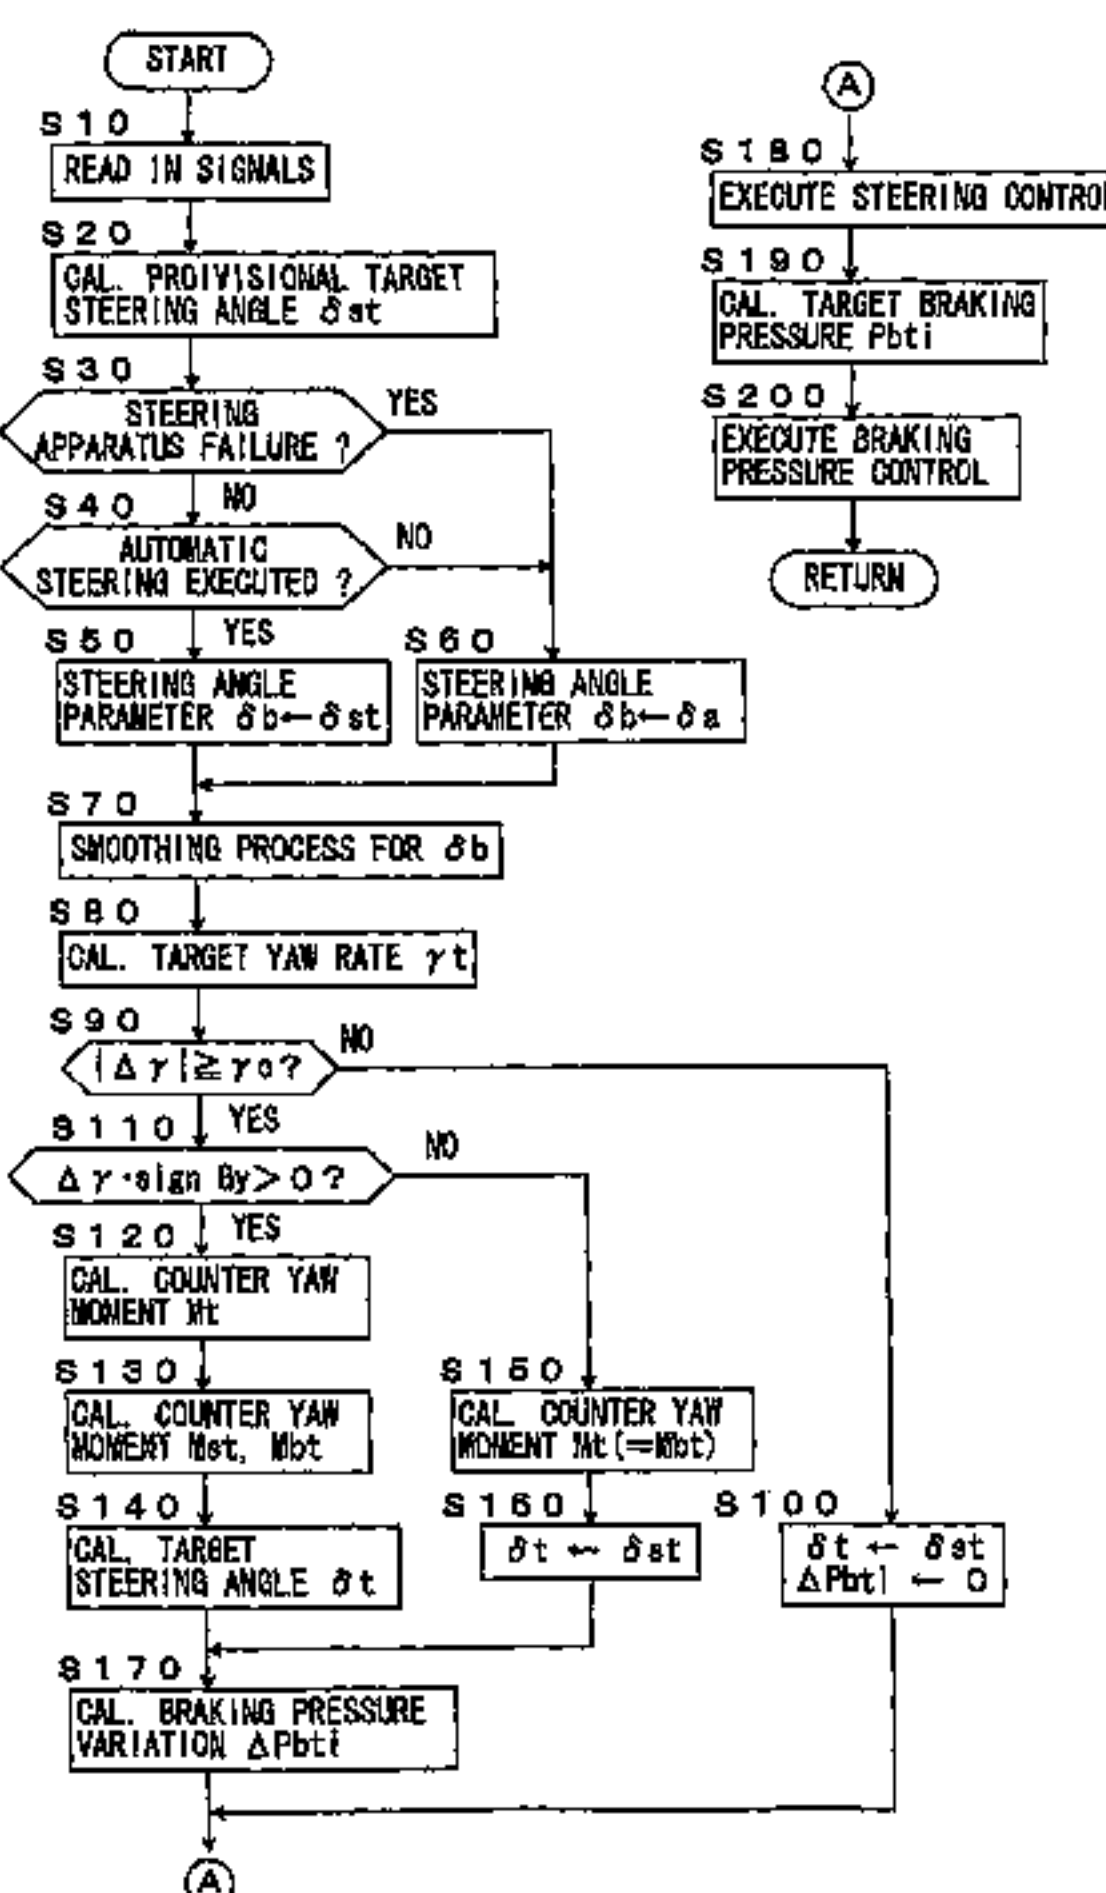 START
S10
READ IN SIGNALS
S20
CAL. PROIVISIONAL TARGET
STEERING ANGLE δst
S30
STEERING
APPARATUS FAILURE ?
YES
NO
S40
AUTOMATIC
STEERING EXECUTED ?
NO
YES
S50
STEERING ANGLE
PARAMETER δb←δst
S60
STEERING ANGLE
PARAMETER δb←δa
S70
SMOOTHING PROCESS FOR δb
S80
CAL. TARGET YAW RATE γt
S90
|Δγ|≧γo?
NO
YES
S110
Δγ·sign Gy>0?
NO
YES
S120
CAL. COUNTER YAW
MOMENT Mt
S130
CAL. COUNTER YAW
MOMENT Mst, Mbt
S140
CAL. TARGET
STEERING ANGLE δt
S150
CAL. COUNTER YAW
MOMENT Mt(=Mbt)
S160
δt ← δst
S100
δt ← δst
ΔPbti ← 0
S170
CAL. BRAKING PRESSURE
VARIATION ΔPbti
A
A
S180
EXECUTE STEERING CONTROL
S190
CAL. TARGET BRAKING
PRESSURE Pbti
S200
EXECUTE BRAKING
PRESSURE CONTROL
RETURN